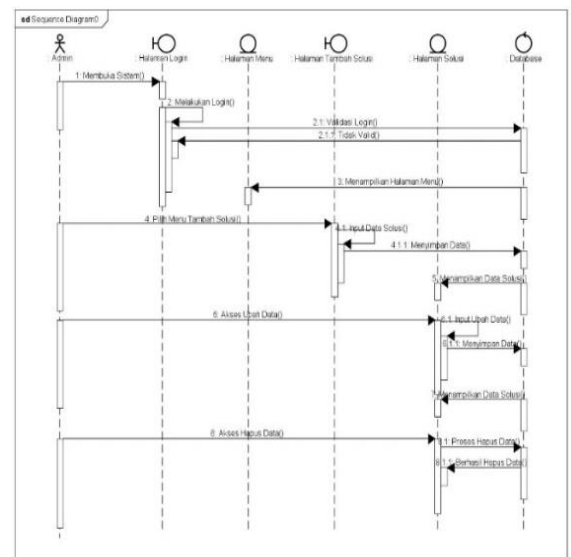 sd Sequence Diagram0
: Admin
: Halaman Login
: Halaman Menu
: Halaman Tambah Solusi
: Halaman Solusi
: Database
1: Membuka Sistem()
2: Melakukan Login()
2.1: Validasi Login()
2.1.1: Tidak Valid()
3: Menampilkan Halaman Menu()
4: Pilih Menu Tambah Solusi()
4.1: Input Data Solusi()
4.1.1: Menyimpan Data()
5: Menampilkan Data Solusi()
6: Akses Ubah Data()
6.1: Input Ubah Data()
6.1.1: Menyimpan Data()
7: Menampilkan Data Solusi()
8: Akses Hapus Data()
8.1: Proses Hapus Data()
8.1.1: Berhasil Hapus Data()